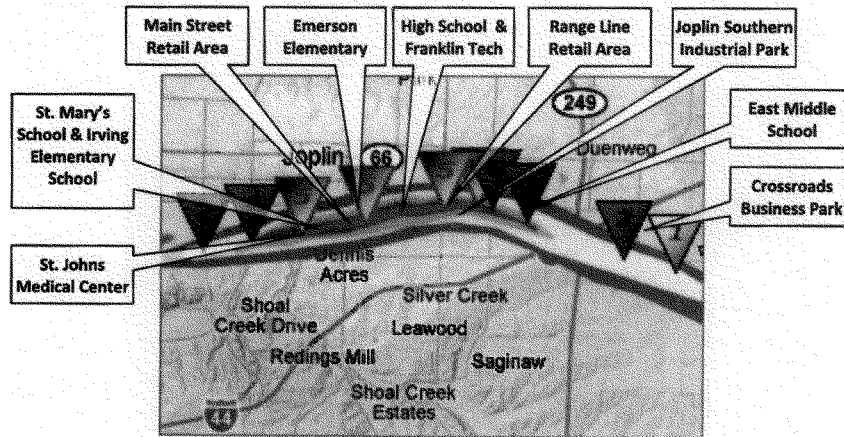 Main Street
Retail Area
Emerson
Elementary
High School &
Franklin Tech
Range Line
Retail Area
Joplin Southern
Industrial Park
St. Mary's
School & Irving
Elementary
School
East Middle
School
Crossroads
Business Park
St. Johns
Medical Center
249
Joplin
66
Duenweg
Acres
Shoal
Creek Drive
Silver Creek
Leawood
Redings Mill
Saginaw
Shoal Creek
Estates
44